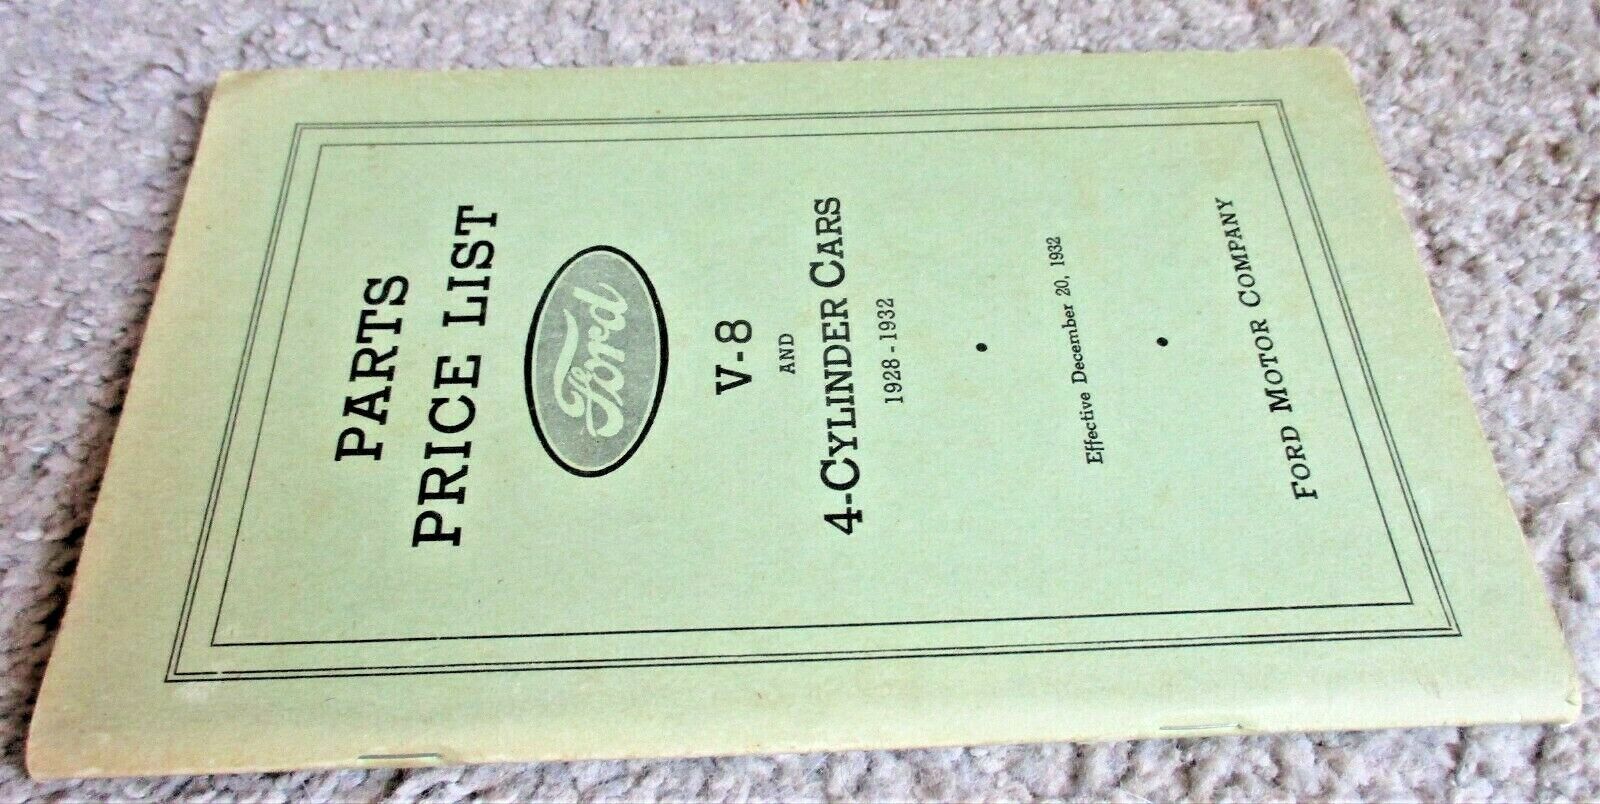 PARTS
PRICE LIST
Ford
V-8
AND
4-CYLINDER CARS
1928-1932
Effective December 20, 1932
FORD MOTOR COMPANY